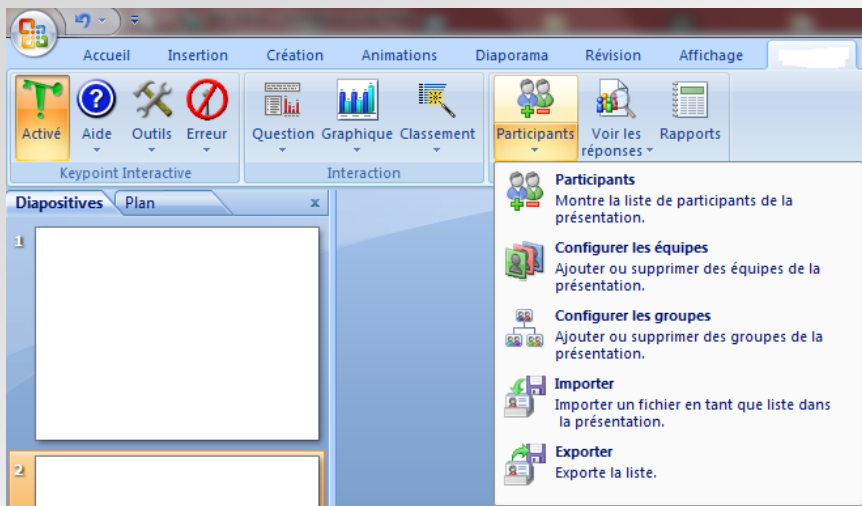 Accueil Insertion Création Animations Diaporama Révision Affichage
Activé Aide Outils Erreur Question Graphique Classement Participants Voir les réponses Rapports
Keypoint Interactive Interaction
Diapositives Plan x
1
2
Participants
Montre la liste de participants de la
présentation.
Configurer les équipes
Ajouter ou supprimer des équipes de la
présentation.
Configurer les groupes
Ajouter ou supprimer des groupes de la
présentation.
Importer
Importer un fichier en tant que liste dans
la présentation.
Exporter
Exporte la liste.